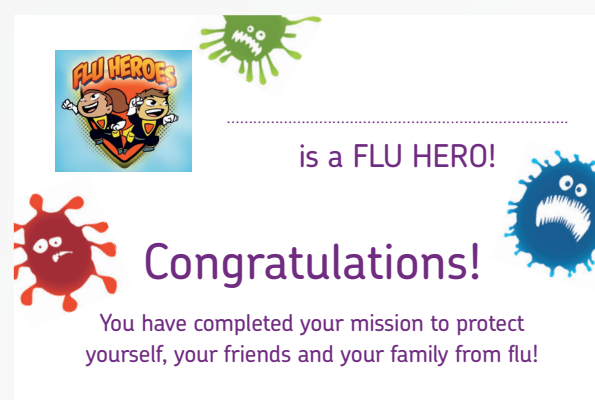 FLU HEROES
is a FLU HERO!
Congratulations!
You have completed your mission to protect
yourself, your friends and your family from flu!